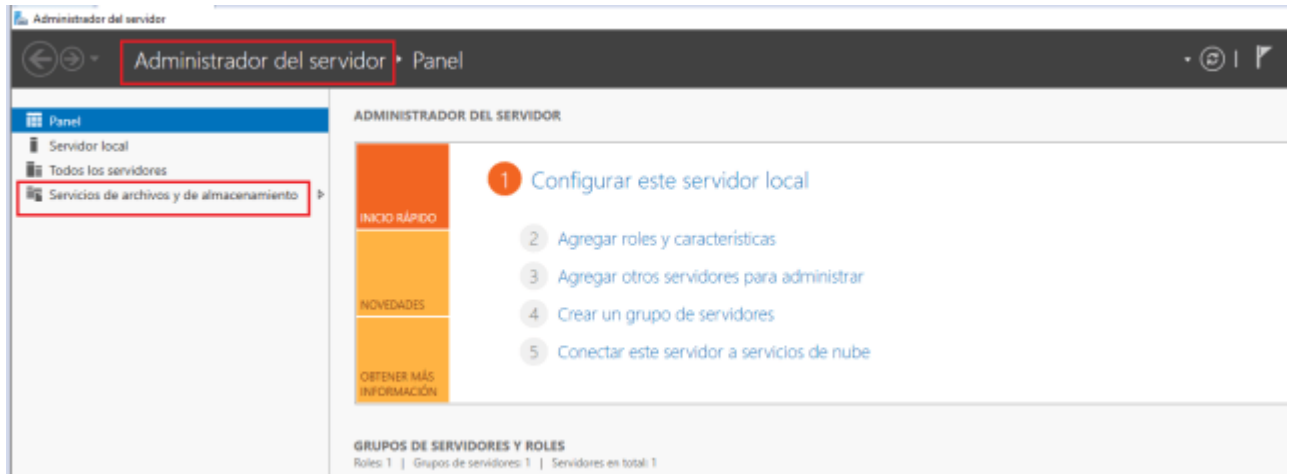 Administrador del servidor
Administrador del servidor • Panel
Panel
Servidor local
Todos los servidores
Servicios de archivos y de almacenamiento
ADMINISTRADOR DEL SERVIDOR
INICIO RÁPIDO
NOVEDADES
OBTENER MÁS
INFORMACIÓN
1 Configurar este servidor local
2 Agregar roles y características
3 Agregar otros servidores para administrar
4 Crear un grupo de servidores
5 Conectar este servidor a servicios de nube
GRUPOS DE SERVIDORES Y ROLES
Roles: 1 | Grupos de servidores: 1 | Servidores en total: 1